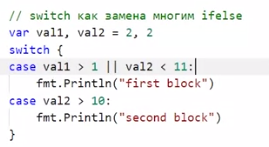 // switch как замена многим ifelse
var val1, val2 = 2, 2
switch {
case val1 > 1 || val2 < 11:
    fmt.Println("first block")
case val2 > 10:
    fmt.Println("second block")
}